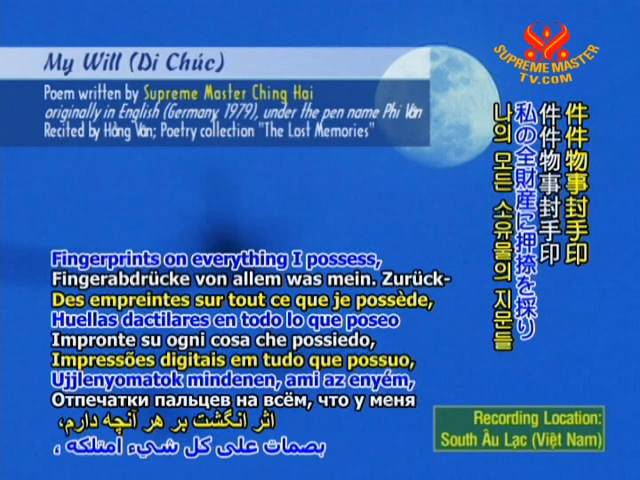 My Will (Di Chúc)
Poem written by Supreme Master Ching Hai
originally in English (Germany, 1979), under the pen name Phi Vân
Recited by Hồng Vân; Poetry collection "The Lost Memories"
SUPREME MASTER
TV.COM
件件物事封手印
件件物事封手印
私の全財産に押捺を採り
나의 모든 소유물의 지문들
Fingerprints on everything I possess,
Fingerabdrücke von allem was mein. Zurück-
Des empreintes sur tout ce que je possède,
Huellas dactilares en todo lo que poseo
Impronte su ogni cosa che possiedo,
Impressões digitais em tudo que possuo,
Ujjlenyomatok mindenen, ami az enyém,
Отпечатки пальцев на всём, что у меня
اثر انگشت بر هر آنچه دارم،
بصمات على كل شيء امتلكه ،
Recording Location:
South Âu Lạc (Việt Nam)